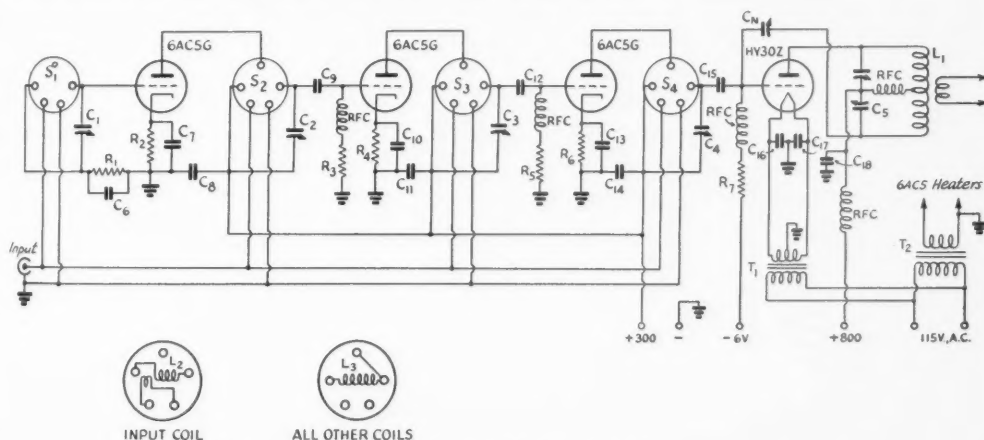 6AC5G
6AC5G
6AC5G
HY30Z
CN
L1
S1
C1
R1
C6
R2
C7
C8
S2
C2
C9
RFC
R3
R4
C10
C11
S3
C3
C12
RFC
R5
R6
C13
C14
S4
C4
C15
RFC
R7
C16
C17
RFC
C5
C18
RFC
6AC5 Heaters
T1
T2
Input
+300
-
-6V
+800
115V, A.C.
L2
L3
INPUT COIL
ALL OTHER COILS